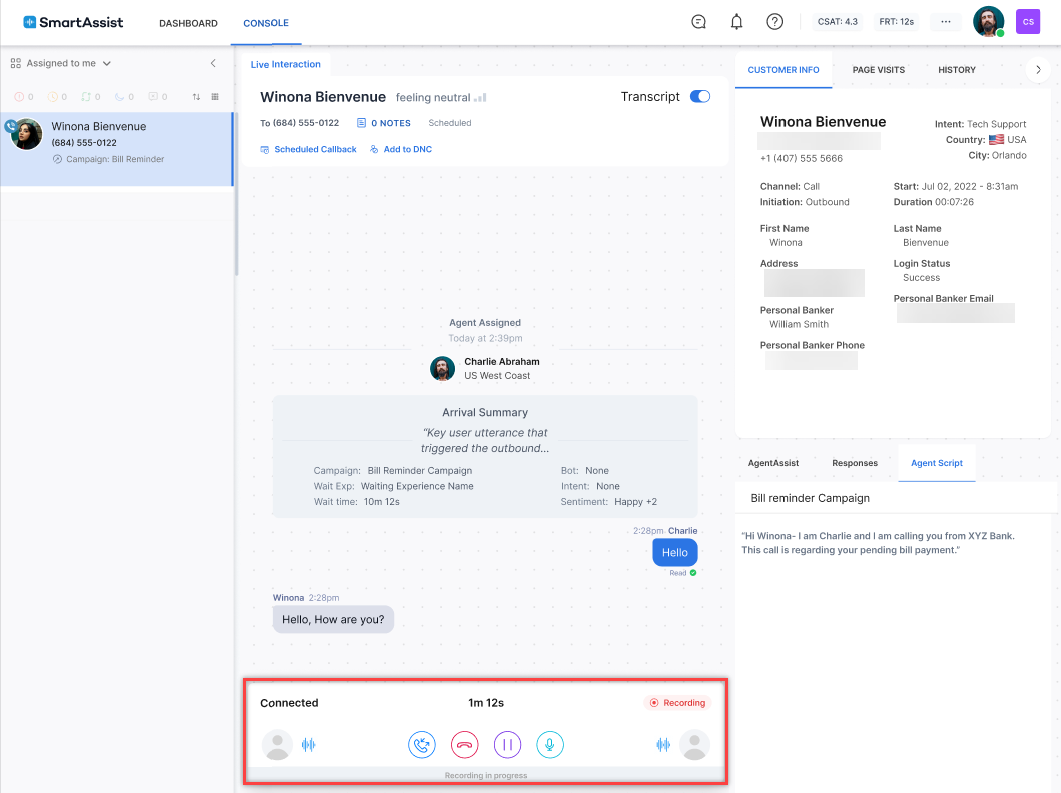 SmartAssist
DASHBOARD
CONSOLE
CSAT: 4.3
FRT: 12s
...
CS
Assigned to me
0 0 0 0 0
Winona Bienvenue
(684) 555-0122
Campaign: Bill Reminder
Live Interaction
Winona Bienvenue feeling neutral
Transcript
To (684) 555-0122 0 NOTES Scheduled
Scheduled Callback Add to DNC
Agent Assigned
Today at 2:39pm
Charlie Abraham
US West Coast
Arrival Summary
“Key user utterance that
triggered the outbound...
Campaign: Bill Reminder Campaign
Bot: None
Wait Exp: Waiting Experience Name
Intent: None
Wait time: 10m 12s
Sentiment: Happy +2
2:28pm Charlie
Hello
Read
Winona 2:28pm
Hello, How are you?
Connected
1m 12s
Recording
Recording in progress
CUSTOMER INFO
PAGE VISITS
HISTORY
Winona Bienvenue
+1 (407) 555 5666
Intent: Tech Support
Country: USA
City: Orlando
Channel: Call
Start: Jul 02, 2022 - 8:31am
Initiation: Outbound
Duration 00:07:26
First Name
Winona
Last Name
Bienvenue
Address
Login Status
Success
Personal Banker
William Smith
Personal Banker Email
Personal Banker Phone
AgentAssist
Responses
Agent Script
Bill reminder Campaign
“Hi Winona- I am Charlie and I am calling you from XYZ Bank.
This call is regarding your pending bill payment.”